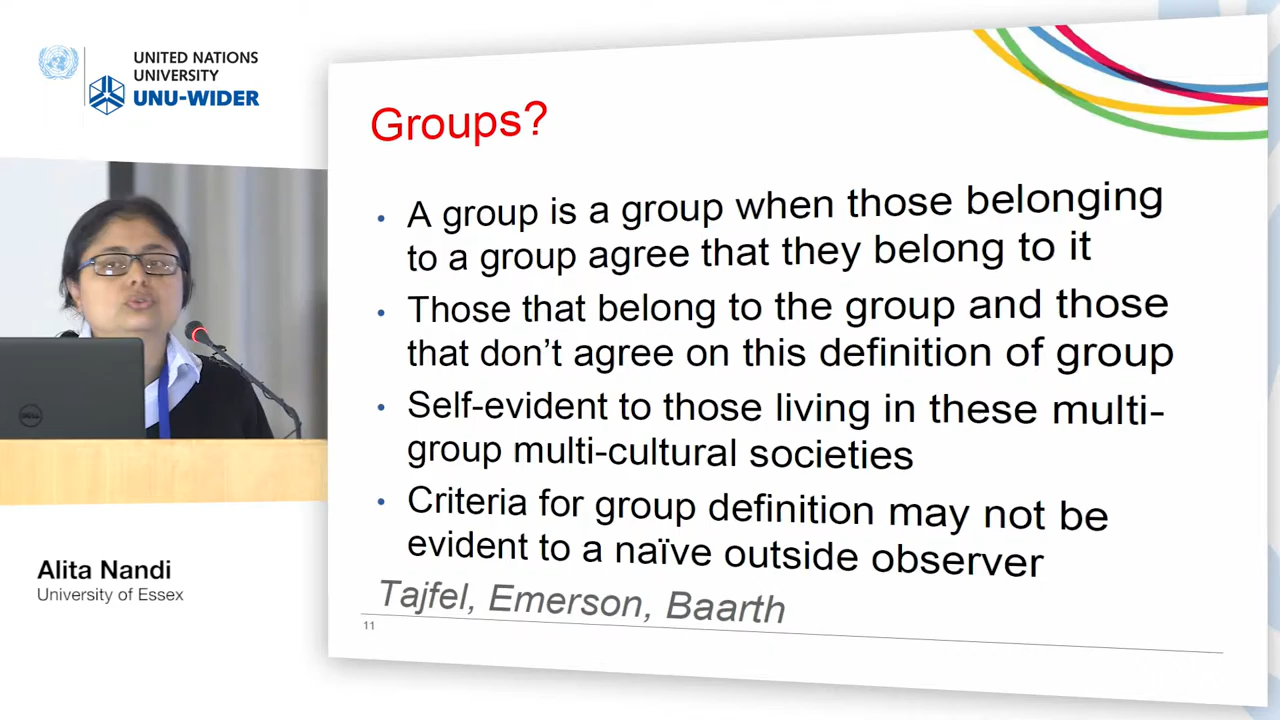 UNITED NATIONS
UNIVERSITY
UNU-WIDER
Groups?
• A group is a group when those belonging
to a group agree that they belong to it
• Those that belong to the group and those
that don’t agree on this definition of group
• Self-evident to those living in these multi-
group multi-cultural societies
• Criteria for group definition may not be
evident to a naïve outside observer
Tajfel, Emerson, Baarth
11
DELL
Alita Nandi
University of Essex